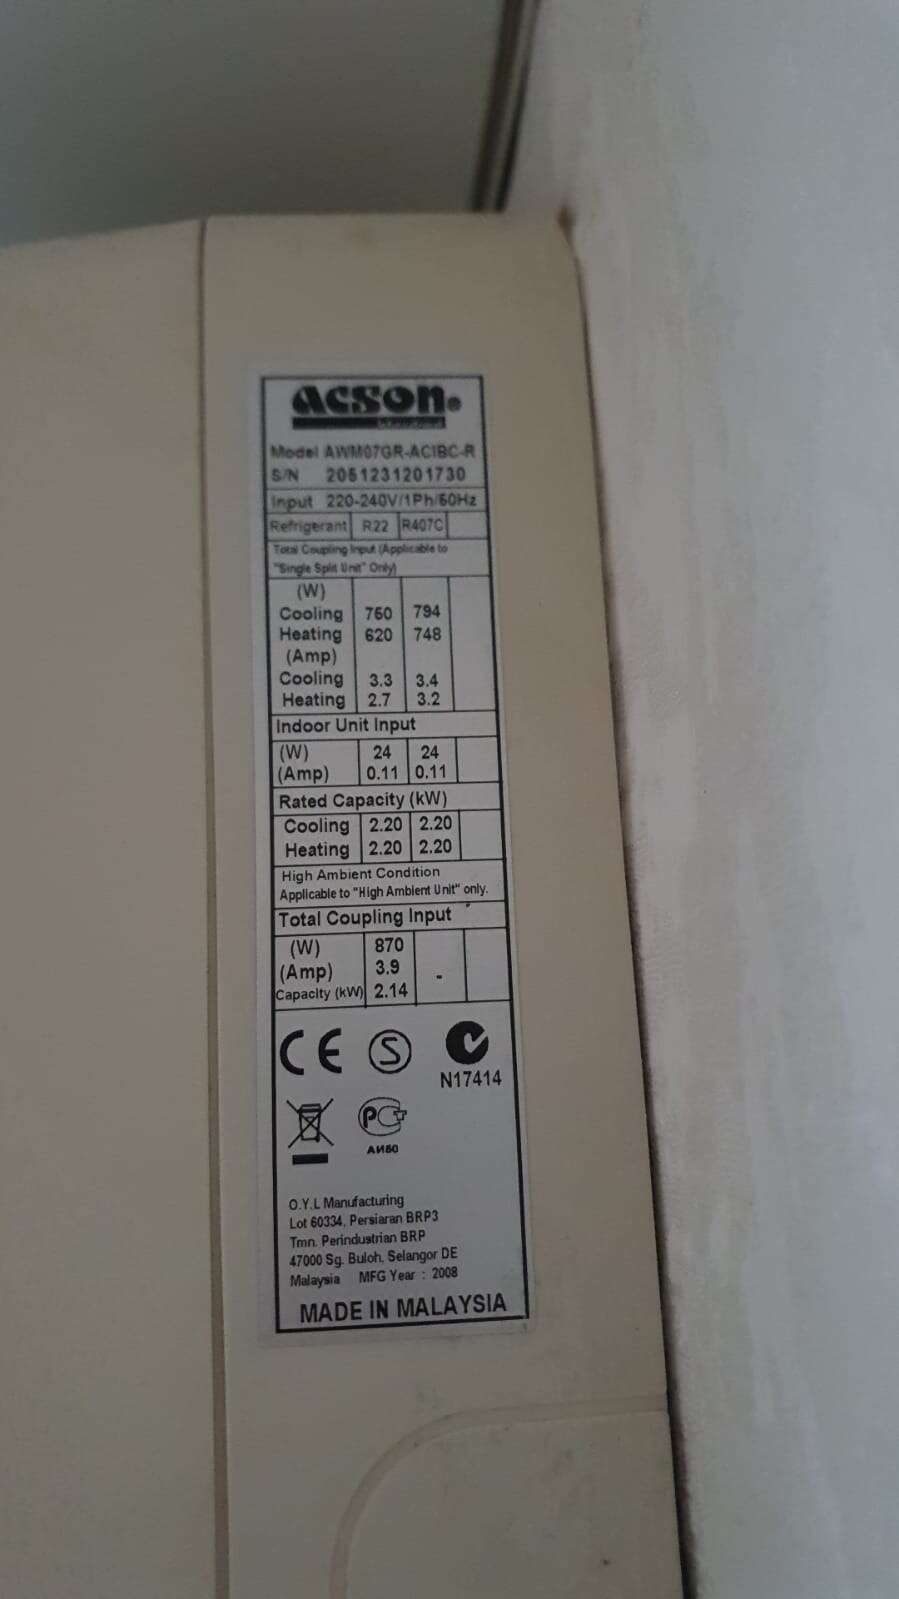 Acson®
Model AWM07GR-ACIBC-R
S/N 2051231201730
Input 220-240V/1Ph/50Hz
Refrigerant R22 R407C
Total Coupling Input (Applicable to
"Single Split Unit" Only)
(W)
Cooling 760 794
Heating 620 748
(Amp)
Cooling 3.3 3.4
Heating 2.7 3.2
Indoor Unit Input
(W) 24 24
(Amp) 0.11 0.11
Rated Capacity (kW)
Cooling 2.20 2.20
Heating 2.20 2.20
High Ambient Condition
Applicable to "High Ambient Unit" only.
Total Coupling Input
(W) 870
(Amp) 3.9 -
Capacity (kW) 2.14
CE S
N17414
РСТ
АИ50
O.Y.L Manufacturing
Lot 60334, Persiaran BRP3
Tmn. Perindustrian BRP
47000 Sg. Buloh, Selangor DE
Malaysia MFG Year : 2008
MADE IN MALAYSIA